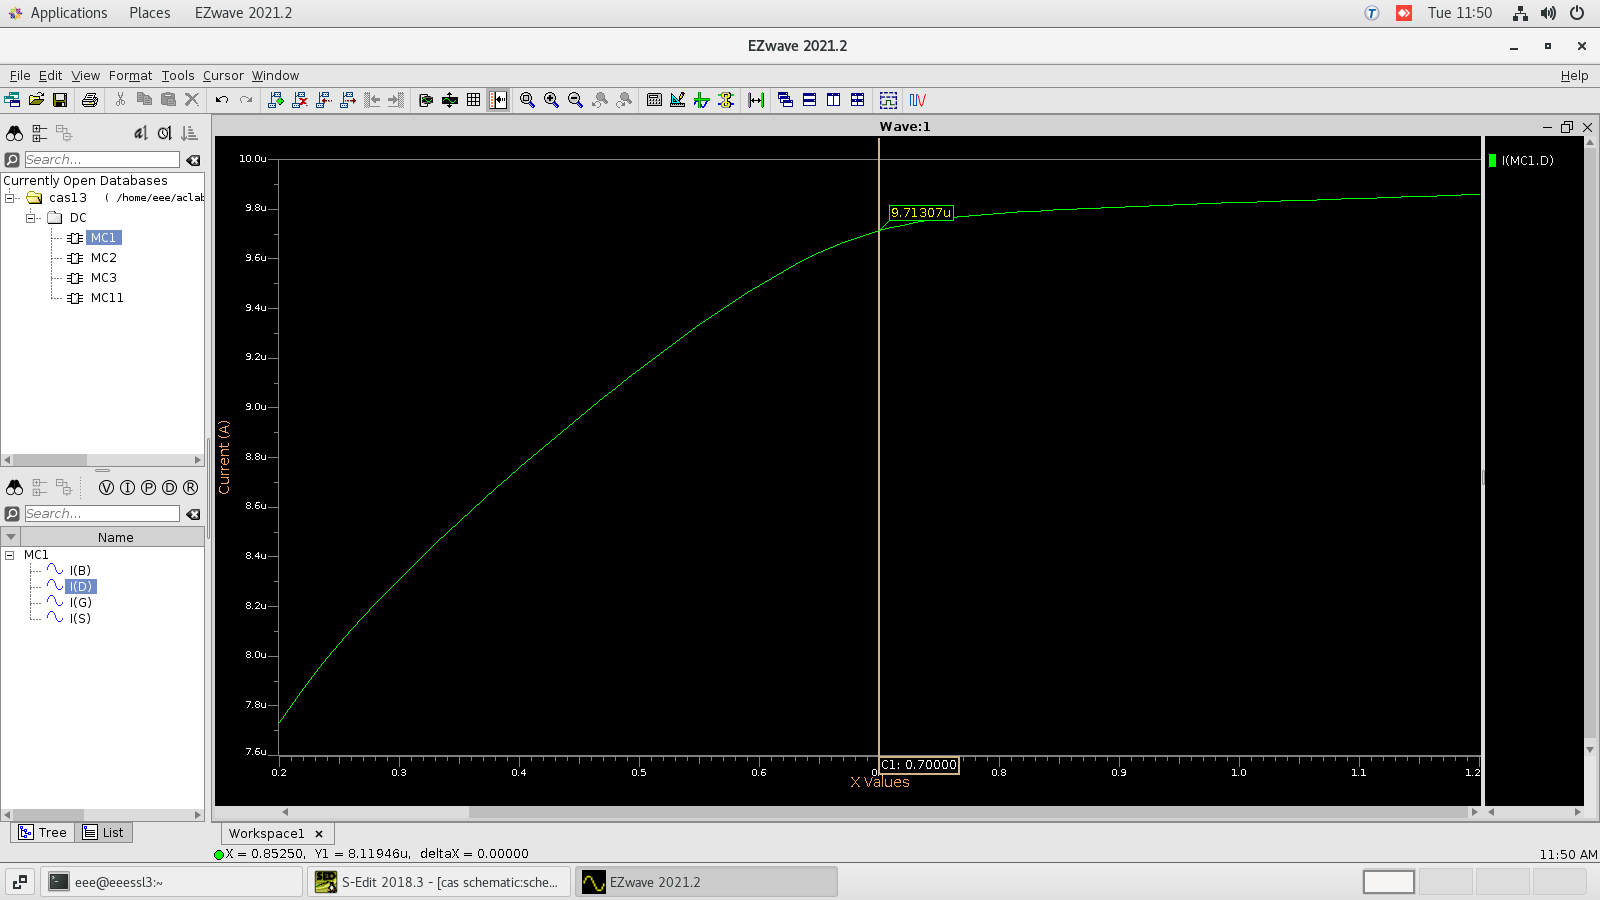 Applications Places EZwave 2021.2 Tue 11:50
EZwave 2021.2
File Edit View Format Tools Cursor Window Help
Wave:1
Search...
Currently Open Databases
cas13 ( /home/eee/aclab
DC
MC1
MC2
MC3
MC11
V I P D R
Search...
Name
MC1
I(B)
I(D)
I(G)
I(S)
Tree List
Current (A)
10.0u
9.8u
9.6u
9.4u
9.2u
9.0u
8.8u
8.6u
8.4u
8.2u
8.0u
7.8u
7.6u
9.71307u
I(MC1.D)
0.2 0.3 0.4 0.5 0.6 C1: 0.70000 0.8 0.9 1.0 1.1 1.2
X Values
Workspace1
X = 0.85250, Y1 = 8.11946u, deltaX = 0.00000 11:50 AM
eee@eeessl3:~ S-Edit 2018.3 - [cas schematic:sche... EZwave 2021.2